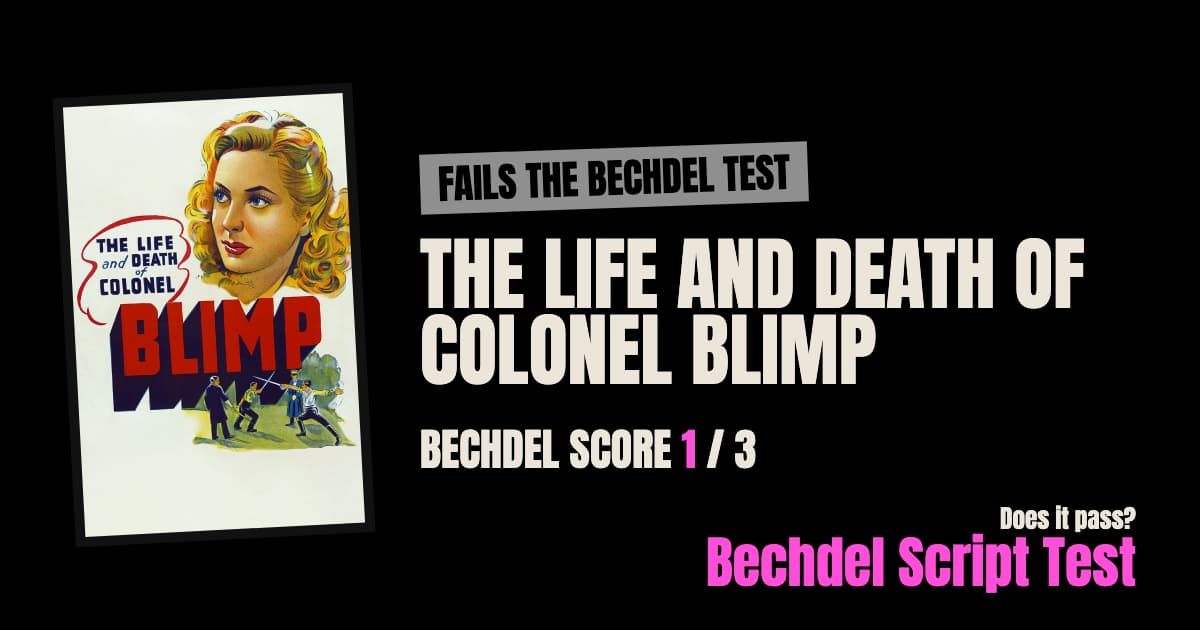 THE LIFE
and DEATH
of
COLONEL
BLIMP
FAILS THE BECHDEL TEST
THE LIFE AND DEATH OF
COLONEL BLIMP
BECHDEL SCORE 1 / 3
Does it pass?
Bechdel Script Test